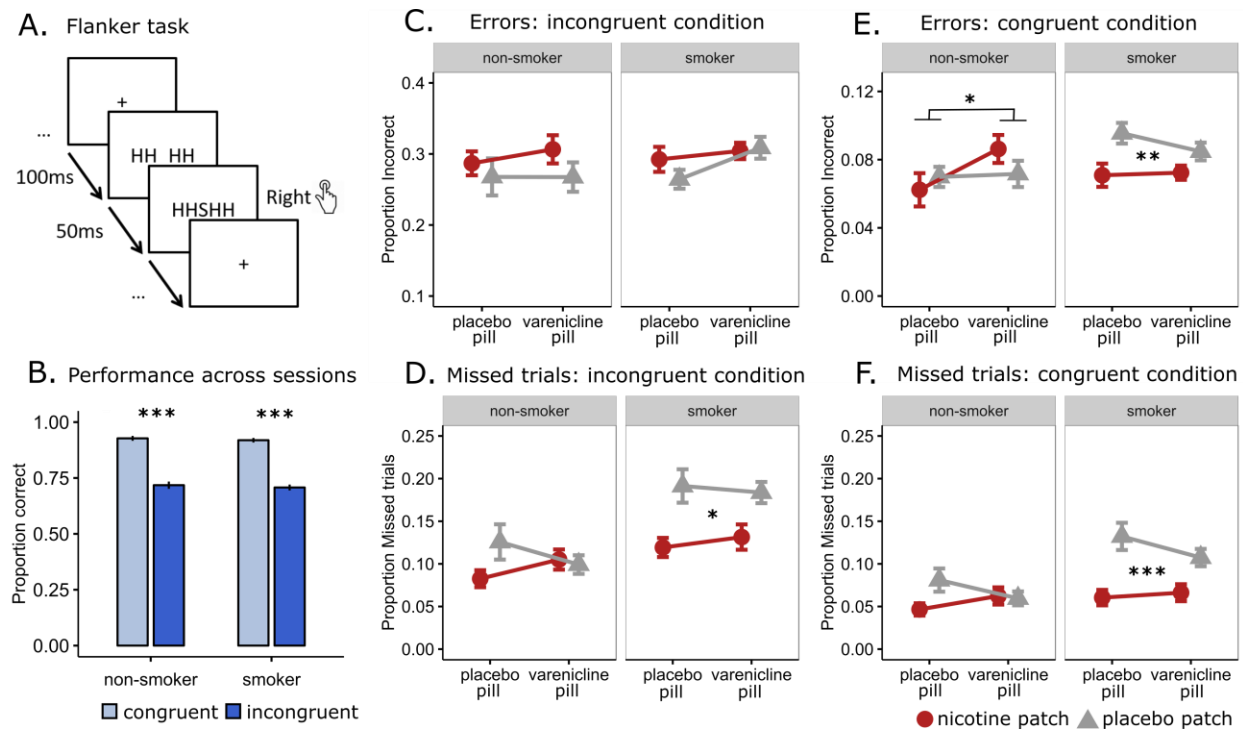 A. Flanker task
+
...
HH HH
100ms
HHSHH
Right
50ms
+
...
B. Performance across sessions
Proportion correct
1.00
0.75
0.50
0.25
0.00
***
***
non-smoker
smoker
congruent
incongruent
C. Errors: incongruent condition
non-smoker
smoker
Proportion Incorrect
0.4
0.3
0.2
0.1
placebo
pill
varenicline
pill
placebo
pill
varenicline
pill
D. Missed trials: incongruent condition
non-smoker
smoker
Proportion Missed trials
0.25
0.20
0.15
0.10
0.05
0.00
*
placebo
pill
varenicline
pill
placebo
pill
varenicline
pill
E. Errors: congruent condition
non-smoker
smoker
Proportion Incorrect
0.12
0.08
0.04
0.00
*
**
placebo
pill
varenicline
pill
placebo
pill
varenicline
pill
F. Missed trials: congruent condition
non-smoker
smoker
Proportion Missed trials
0.25
0.20
0.15
0.10
0.05
0.00
***
placebo
pill
varenicline
pill
placebo
pill
varenicline
pill
nicotine patch
placebo patch